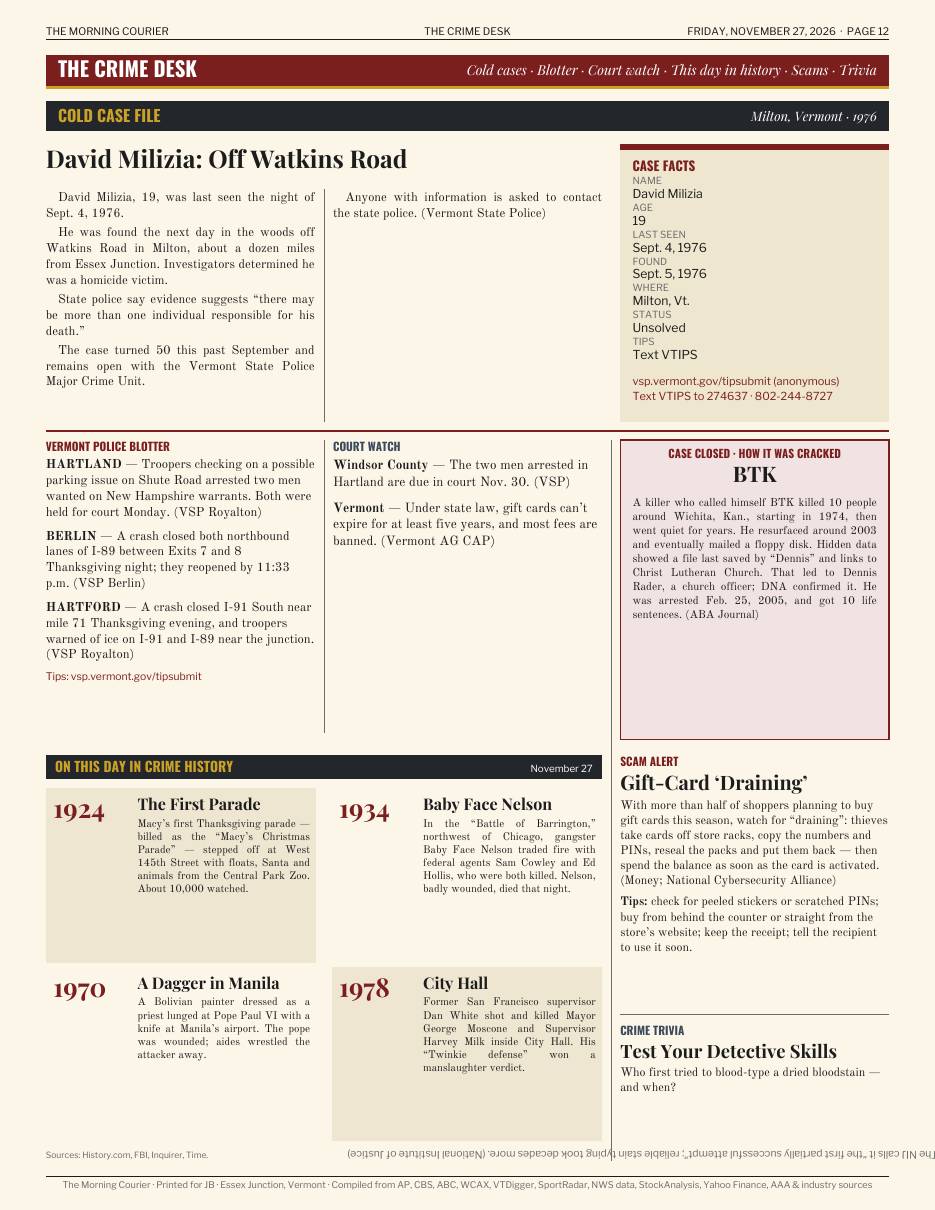 THE MORNING COURIER
THE CRIME DESK
FRIDAY, NOVEMBER 27, 2026 · PAGE 12
THE CRIME DESK
Cold cases · Blotter · Court watch · This day in history · Scams · Trivia
COLD CASE FILE
Milton, Vermont · 1976
David Milizia: Off Watkins Road
David Milizia, 19, was last seen the night of
Sept. 4, 1976.
He was found the next day in the woods off
Watkins Road in Milton, about a dozen miles
from Essex Junction. Investigators determined he
was a homicide victim.
State police say evidence suggests “there may
be more than one individual responsible for his
death.”
The case turned 50 this past September and
remains open with the Vermont State Police
Major Crime Unit.
Anyone with information is asked to contact
the state police. (Vermont State Police)
CASE FACTS
NAME
David Milizia
AGE
19
LAST SEEN
Sept. 4, 1976
FOUND
Sept. 5, 1976
WHERE
Milton, Vt.
STATUS
Unsolved
TIPS
Text VTIPS
vsp.vermont.gov/tipsubmit (anonymous)
Text VTIPS to 274637 · 802-244-8727
VERMONT POLICE BLOTTER
HARTLAND — Troopers checking on a possible
parking issue on Shute Road arrested two men
wanted on New Hampshire warrants. Both were
held for court Monday. (VSP Royalton)
BERLIN — A crash closed both northbound
lanes of I-89 between Exits 7 and 8
Thanksgiving night; they reopened by 11:33
p.m. (VSP Berlin)
HARTFORD — A crash closed I-91 South near
mile 71 Thanksgiving evening, and troopers
warned of ice on I-91 and I-89 near the junction.
(VSP Royalton)
Tips: vsp.vermont.gov/tipsubmit
COURT WATCH
Windsor County — The two men arrested in
Hartland are due in court Nov. 30. (VSP)
Vermont — Under state law, gift cards can’t
expire for at least five years, and most fees are
banned. (Vermont AG CAP)
CASE CLOSED · HOW IT WAS CRACKED
BTK
A killer who called himself BTK killed 10 people
around Wichita, Kan., starting in 1974, then
went quiet for years. He resurfaced around 2003
and eventually mailed a floppy disk. Hidden data
showed a file last saved by “Dennis” and links to
Christ Lutheran Church. That led to Dennis
Rader, a church officer; DNA confirmed it. He
was arrested Feb. 25, 2005, and got 10 life
sentences. (ABA Journal)
ON THIS DAY IN CRIME HISTORY
November 27
1924
The First Parade
Macy’s first Thanksgiving parade —
billed as the “Macy’s Christmas
Parade” — stepped off at West
145th Street with floats, Santa and
animals from the Central Park Zoo.
About 10,000 watched.
1934
Baby Face Nelson
In the “Battle of Barrington,”
northwest of Chicago, gangster
Baby Face Nelson traded fire with
federal agents Sam Cowley and Ed
Hollis, who were both killed. Nelson,
badly wounded, died that night.
1970
A Dagger in Manila
A Bolivian painter dressed as a
priest lunged at Pope Paul VI with a
knife at Manila’s airport. The pope
was wounded; aides wrestled the
attacker away.
1978
City Hall
Former San Francisco supervisor
Dan White shot and killed Mayor
George Moscone and Supervisor
Harvey Milk inside City Hall. His
“Twinkie defense” won a
manslaughter verdict.
SCAM ALERT
Gift-Card ‘Draining’
With more than half of shoppers planning to buy
gift cards this season, watch for “draining”: thieves
take cards off store racks, copy the numbers and
PINs, reseal the packs and put them back — then
spend the balance as soon as the card is activated.
(Money; National Cybersecurity Alliance)
Tips: check for peeled stickers or scratched PINs;
buy from behind the counter or straight from the
store’s website; keep the receipt; tell the recipient
to use it soon.
CRIME TRIVIA
Test Your Detective Skills
Who first tried to blood-type a dried bloodstain —
and when?
Sources: History.com, FBI, Inquirer, Time.
The NIJ calls it “the first partially successful attempt”; reliable stain typing took decades more. (National Institute of Justice)
The Morning Courier · Printed for JB · Essex Junction, Vermont · Compiled from AP, CBS, ABC, WCAX, VTDigger, SportRadar, NWS data, StockAnalysis, Yahoo Finance, AAA & industry sources